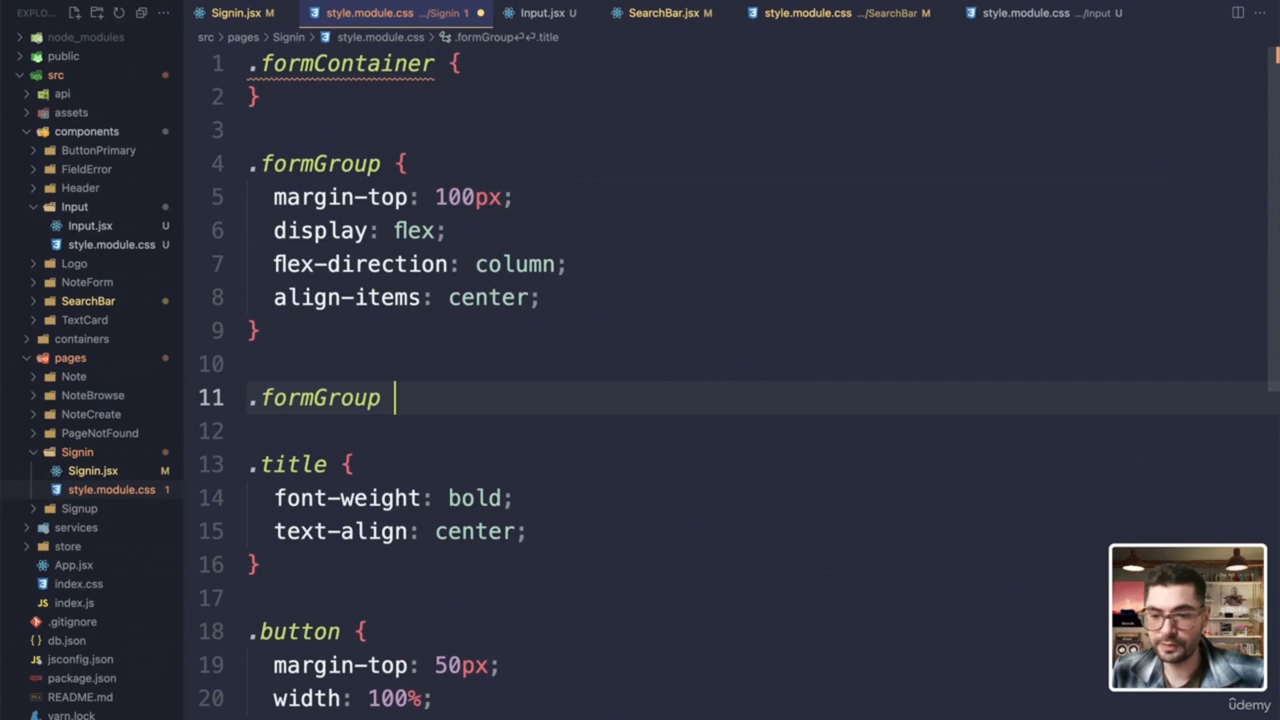 EXPLO...
Signin.jsx M
style.module.css .../Signin 1
Input.jsx U
SearchBar.jsx M
style.module.css .../SearchBar M
style.module.css .../Input U
src > pages > Signin > style.module.css > .formGroup↩↩.title
node_modules
public
src
api
assets
components
ButtonPrimary
FieldError
Header
Input
Input.jsx U
style.module.css U
Logo
NoteForm
SearchBar
TextCard
containers
pages
Note
NoteBrowse
NoteCreate
PageNotFound
Signin
Signin.jsx M
style.module.css 1
Signup
services
store
App.jsx
index.css
JS index.js
.gitignore
{} db.json
jsconfig.json
package.json
README.md
yarn.lock
1 .formContainer {
2 }
3
4 .formGroup {
5 margin-top: 100px;
6 display: flex;
7 flex-direction: column;
8 align-items: center;
9 }
10
11 .formGroup
12
13 .title {
14 font-weight: bold;
15 text-align: center;
16 }
17
18 .button {
19 margin-top: 50px;
20 width: 100%;
ûdemy